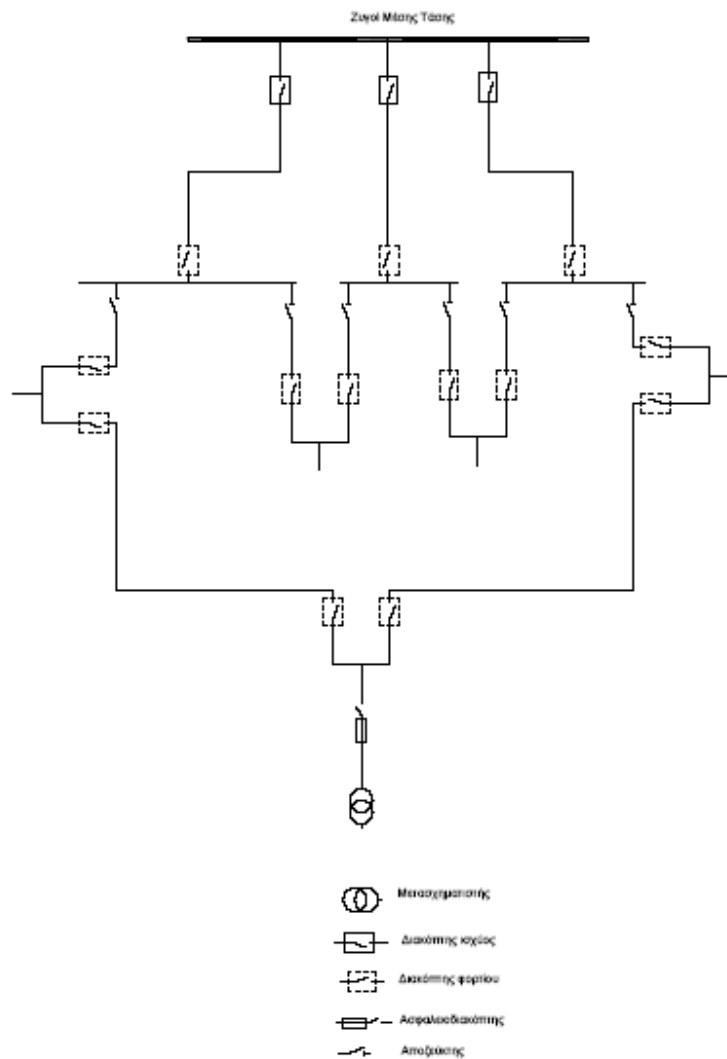 Ζυγοί Μέσης Τάσης
Μετασχηματιστής
Διακόπτης ισχύος
Διακόπτης φορτίου
Ασφαλειοδιακόπτης
Αποζεύκτης